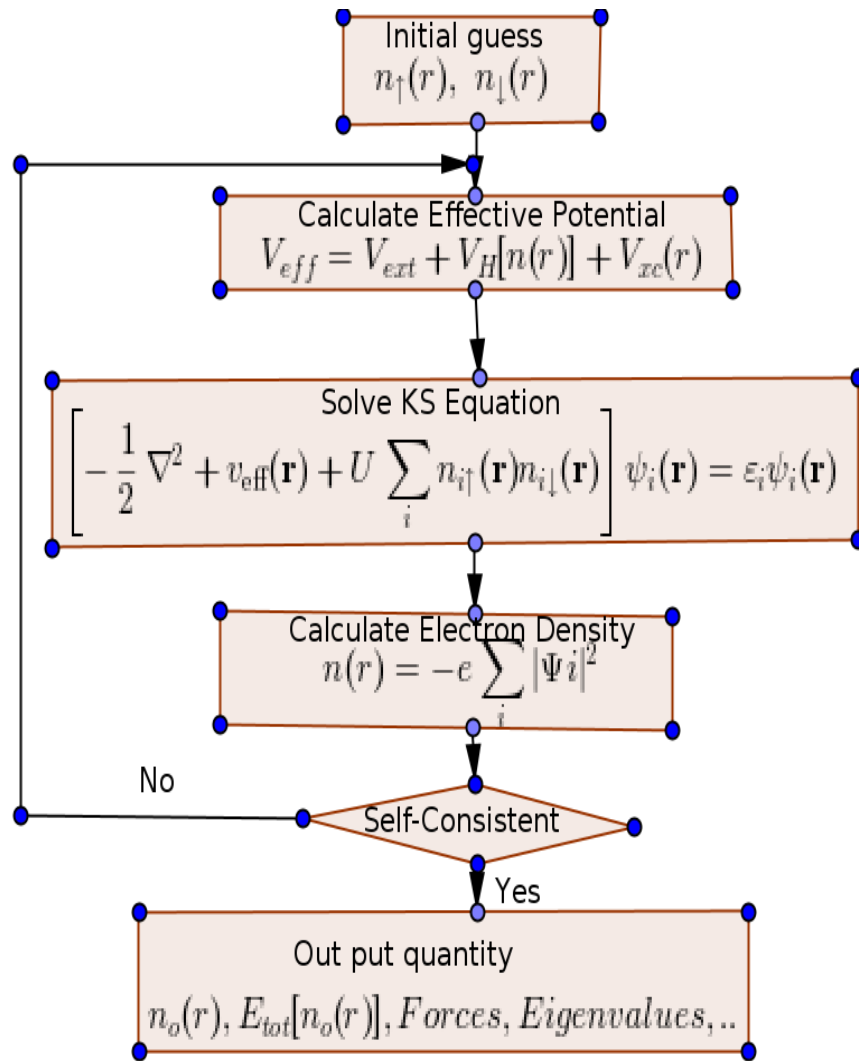 Initial guess
n↑(r), n↓(r)
Calculate Effective Potential
V_eff = V_ext + V_H[n(r)] + V_xc(r)
Solve KS Equation
[-1/2 ∇² + v_eff(r) + U ∑_i n_i↑(r)n_i↓(r)] ψ_i(r) = ε_iψ_i(r)
Calculate Electron Density
n(r) = −e ∑_i |Ψi|²
No
Self-Consistent
Yes
Out put quantity
n_o(r), E_tot[n_o(r)], Forces, Eigenvalues, ..